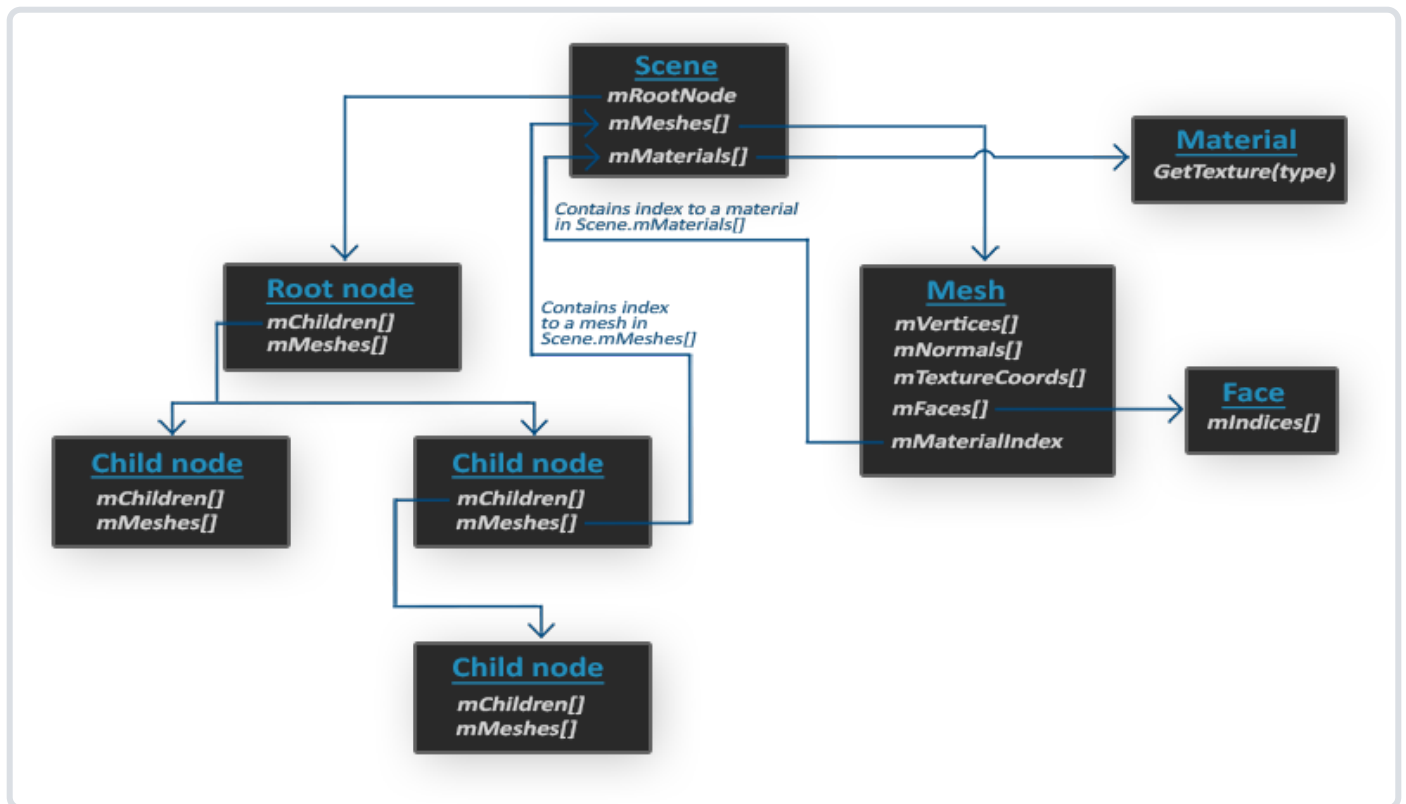 Scene
mRootNode
mMeshes[]
mMaterials[]
Material
GetTexture(type)
Contains index to a material
in Scene.mMaterials[]
Root node
mChildren[]
mMeshes[]
Contains index
to a mesh in
Scene.mMeshes[]
Mesh
mVertices[]
mNormals[]
mTextureCoords[]
mFaces[]
mMaterialIndex
Face
mIndices[]
Child node
mChildren[]
mMeshes[]
Child node
mChildren[]
mMeshes[]
Child node
mChildren[]
mMeshes[]